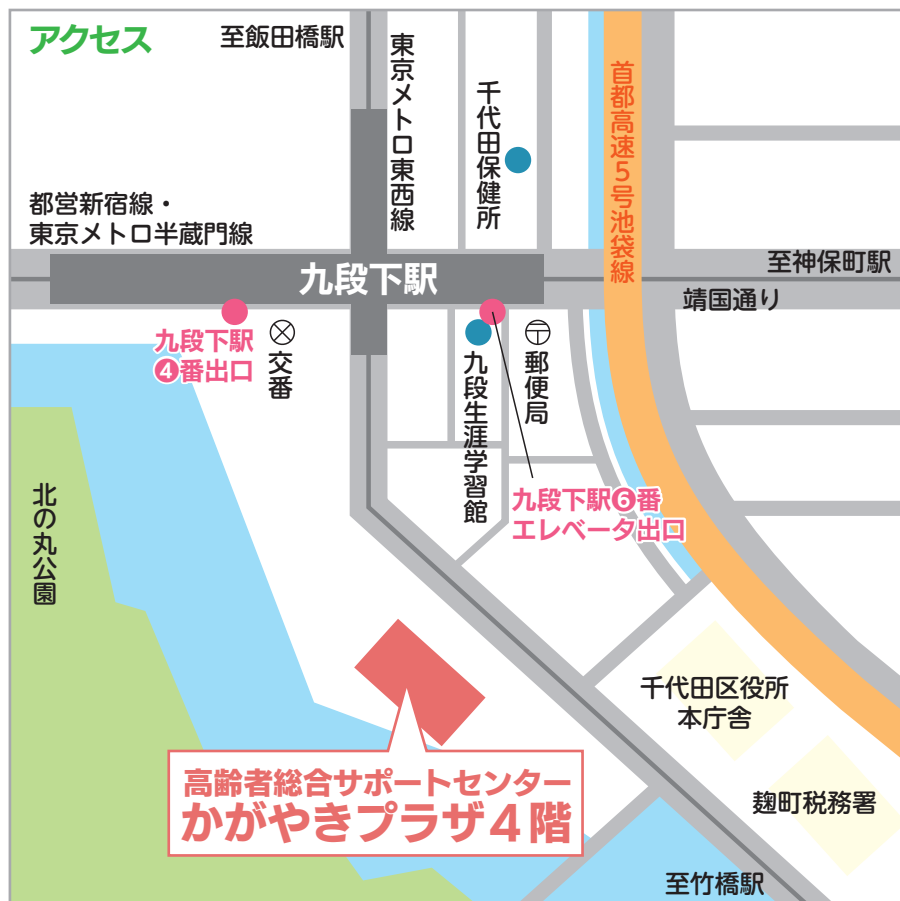 アクセス
至飯田橋駅
東京メトロ東西線
千代田保健所
首都高速5号池袋線
都営新宿線・
東京メトロ半蔵門線
九段下駅
至神保町駅
靖国通り
九段下駅
❹番出口
交番
九段生涯学習館
〒
郵便局
九段下駅❻番
エレベータ出口
北の丸公園
千代田区役所
本庁舎
麹町税務署
高齢者総合サポートセンター
かがやきプラザ4階
至竹橋駅